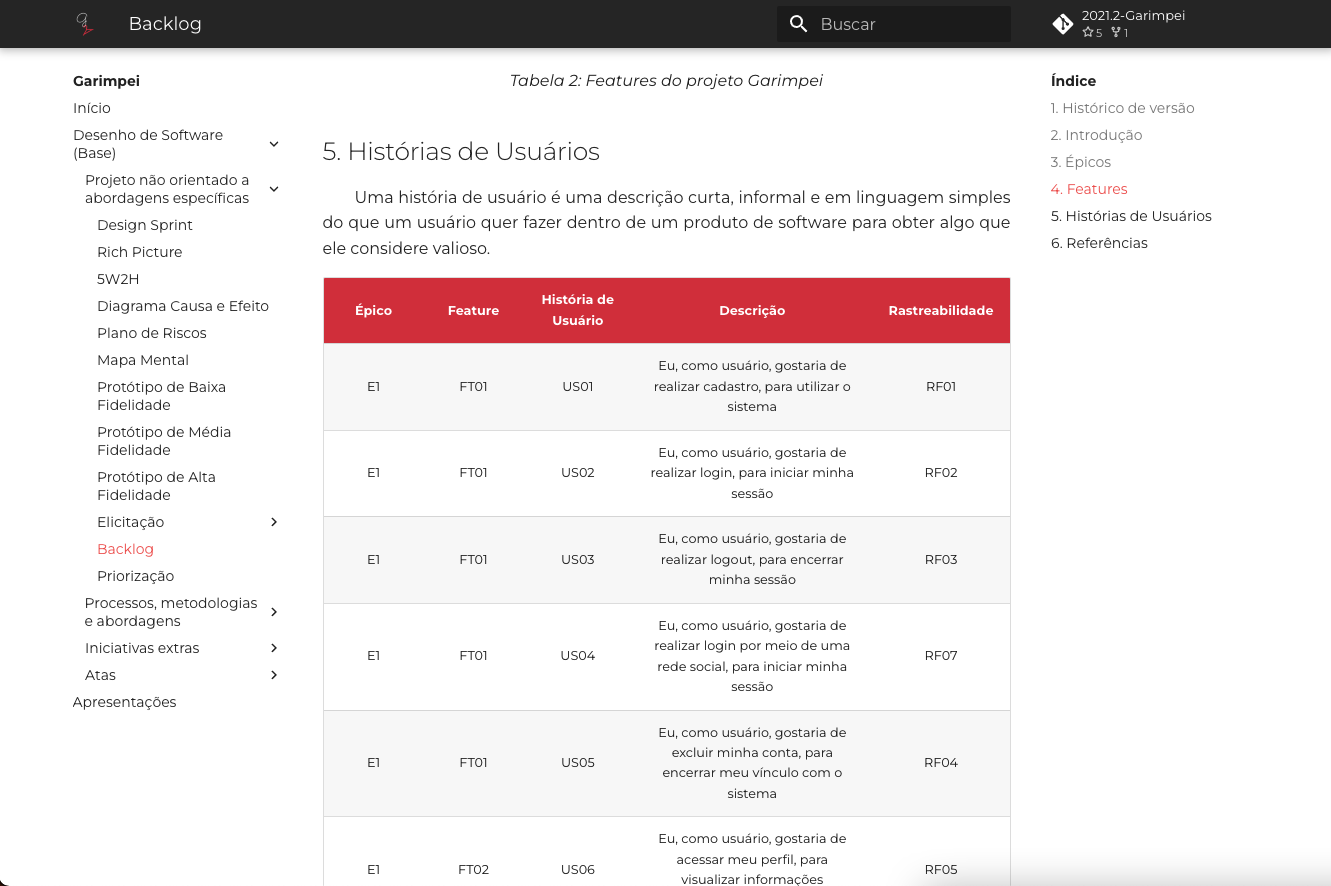 Backlog
Buscar
2021.2-Garimpei
5 1
Garimpei
Início
Desenho de Software
(Base)
Projeto não orientado a
abordagens específicas
Design Sprint
Rich Picture
5W2H
Diagrama Causa e Efeito
Plano de Riscos
Mapa Mental
Protótipo de Baixa
Fidelidade
Protótipo de Média
Fidelidade
Protótipo de Alta
Fidelidade
Elicitação
Backlog
Priorização
Processos, metodologias
e abordagens
Iniciativas extras
Atas
Apresentações
Tabela 2: Features do projeto Garimpei
5. Histórias de Usuários
Uma história de usuário é uma descrição curta, informal e em linguagem simples
do que um usuário quer fazer dentro de um produto de software para obter algo que
ele considere valioso.
Épico Feature História de Usuário Descrição Rastreabilidade
E1 FT01 US01 Eu, como usuário, gostaria de
realizar cadastro, para utilizar o
sistema RF01
E1 FT01 US02 Eu, como usuário, gostaria de
realizar login, para iniciar minha
sessão RF02
E1 FT01 US03 Eu, como usuário, gostaria de
realizar logout, para encerrar
minha sessão RF03
E1 FT01 US04 Eu, como usuário, gostaria de
realizar login por meio de uma
rede social, para iniciar minha
sessão RF07
E1 FT01 US05 Eu, como usuário, gostaria de
excluir minha conta, para
encerrar meu vínculo com o
sistema RF04
E1 FT02 US06 Eu, como usuário, gostaria de
acessar meu perfil, para
visualizar informações RF05
Índice
1. Histórico de versão
2. Introdução
3. Épicos
4. Features
5. Histórias de Usuários
6. Referências